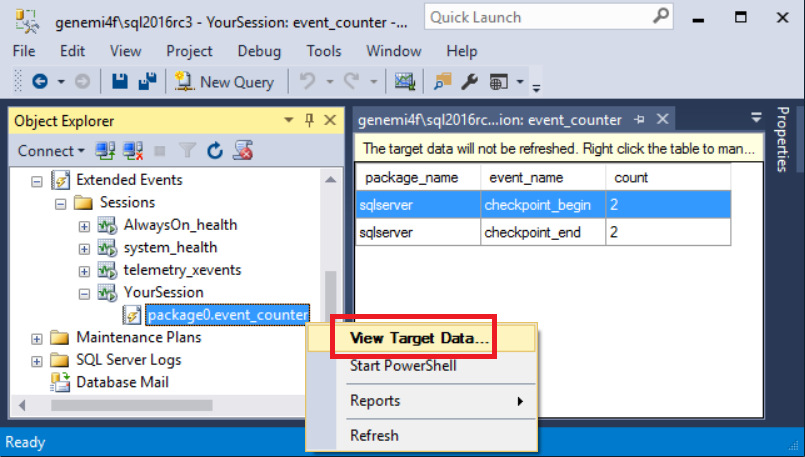 genemi4f\sql2016rc3 - YourSession: event_counter -...
Quick Launch
File Edit View Project Debug Tools Window Help
New Query
Object Explorer
Connect
Extended Events
Sessions
AlwaysOn_health
system_health
telemetry_xevents
YourSession
package0.event_counter
Maintenance Plans
SQL Server Logs
Database Mail
genemi4f\sql2016rc...ion: event_counter
The target data will not be refreshed. Right click the table to man...
package_name event_name count
sqlserver checkpoint_begin 2
sqlserver checkpoint_end 2
Properties
View Target Data...
Start PowerShell
Reports
Refresh
Ready